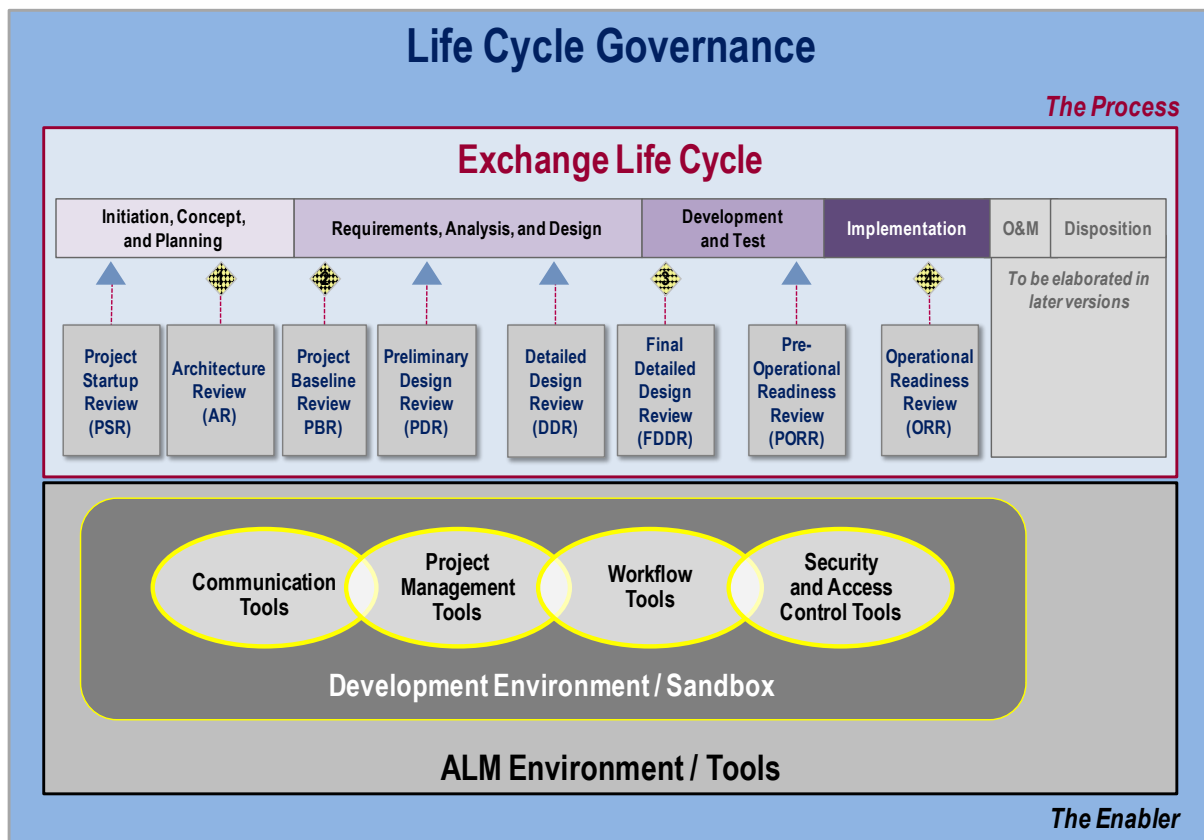 Life Cycle Governance
The Process
Exchange Life Cycle
Initiation, Concept,
and Planning
Requirements, Analysis, and Design
Development
and Test
Implementation
O&M
Disposition
1
2
3
4
To be elaborated in
later versions
Project
Startup
Review
(PSR)
Architecture
Review
(AR)
Project
Baseline
Review
PBR)
Preliminary
Design
Review
(PDR)
Detailed
Design
Review
(DDR)
Final
Detailed
Design
Review
(FDDR)
Pre-
Operational
Readiness
Review
(PORR)
Operational
Readiness
Review
(ORR)
Communication
Tools
Project
Management
Tools
Workflow
Tools
Security
and Access
Control Tools
Development Environment / Sandbox
ALM Environment / Tools
The Enabler